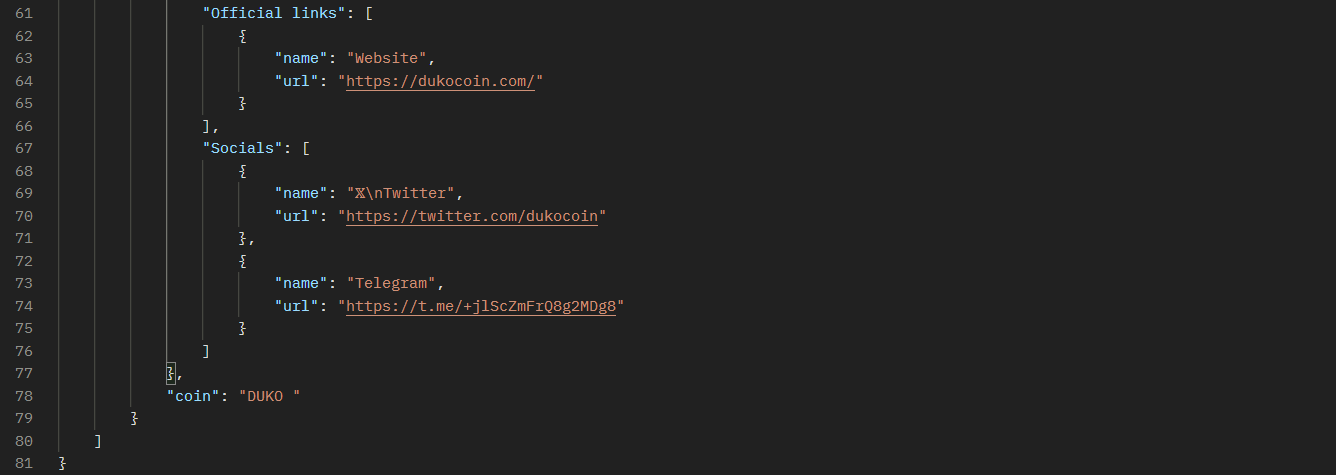 61 "Official links": [
62 {
63 "name": "Website",
64 "url": "https://dukocoin.com/"
65 }
66 ],
67 "Socials": [
68 {
69 "name": "𝕏\nTwitter",
70 "url": "https://twitter.com/dukocoin"
71 },
72 {
73 "name": "Telegram",
74 "url": "https://t.me/+jlScZmFrQ8g2MDg8"
75 }
76 ]
77 },
78 "coin": "DUKO "
79 }
80 ]
81 }